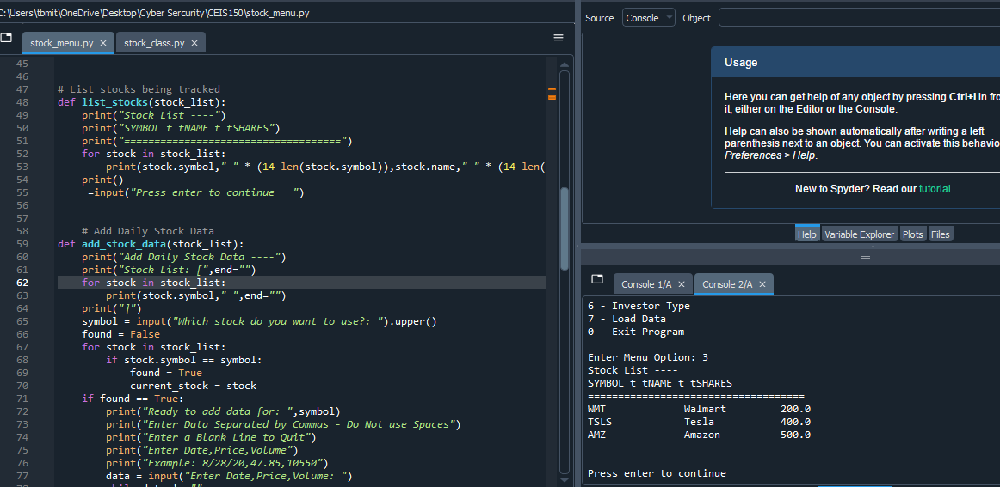 C:\Users\tbmit\OneDrive\Desktop\Cyber Sercurity\CEIS150\stock_menu.py
stock_menu.py
stock_class.py
45
46
47 # List stocks being tracked
48 def list_stocks(stock_list):
49 print("Stock List ----")
50 print("SYMBOL t tNAME t tSHARES")
51 print("====================================")
52 for stock in stock_list:
53 print(stock.symbol," " * (14-len(stock.symbol)),stock.name," " * (14-len(
54 print()
55 _=input("Press enter to continue   ")
56
57
58 # Add Daily Stock Data
59 def add_stock_data(stock_list):
60 print("Add Daily Stock Data ----")
61 print("Stock List: [",end="")
62 for stock in stock_list:
63 print(stock.symbol," ",end="")
64 print("]")
65 symbol = input("Which stock do you want to use?: ").upper()
66 found = False
67 for stock in stock_list:
68 if stock.symbol == symbol:
69 found = True
70 current_stock = stock
71 if found == True:
72 print("Ready to add data for: ",symbol)
73 print("Enter Data Separated by Commas - Do Not use Spaces")
74 print("Enter a Blank Line to Quit")
75 print("Enter Date,Price,Volume")
76 print("Example: 8/28/20,47.85,10550")
77 data = input("Enter Date,Price,Volume: ")
Source Console Object
Usage
Here you can get help of any object by pressing Ctrl+I in fro
it, either on the Editor or the Console.
Help can also be shown automatically after writing a left
parenthesis next to an object. You can activate this behavio
Preferences > Help.
New to Spyder? Read our tutorial
Help Variable Explorer Plots Files
Console 1/A Console 2/A
6 - Investor Type
7 - Load Data
0 - Exit Program
Enter Menu Option: 3
Stock List ----
SYMBOL t tNAME t tSHARES
====================================
WMT Walmart 200.0
TSLS Tesla 400.0
AMZ Amazon 500.0
Press enter to continue